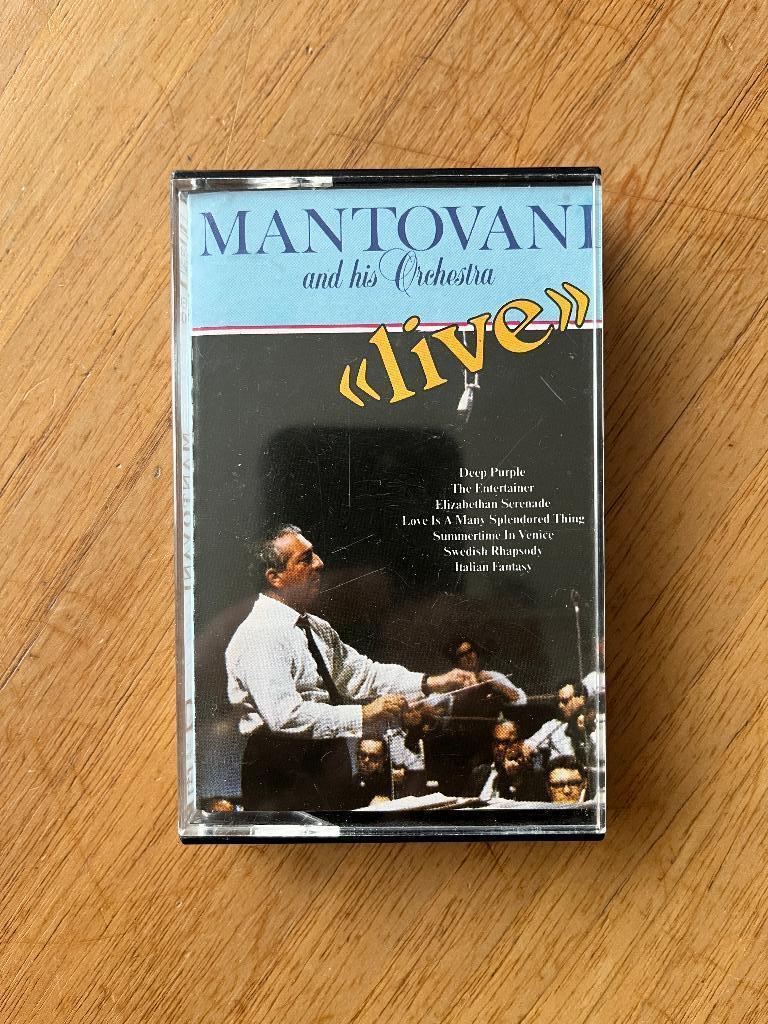 MANTOVANI
and his Orchestra
«live»
Deep Purple
The Entertainer
Elizabethan Serenade
Love Is A Many Splendored Thing
Summertime In Venice
Swedish Rhapsody
Italian Fantasy
MANTOVANI